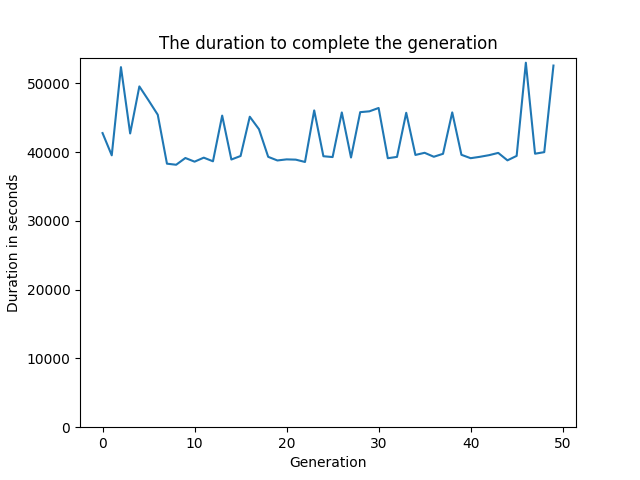 The duration to complete the generation
50000
40000
30000
20000
10000
0
Duration in seconds
0 10 20 30 40 50
Generation